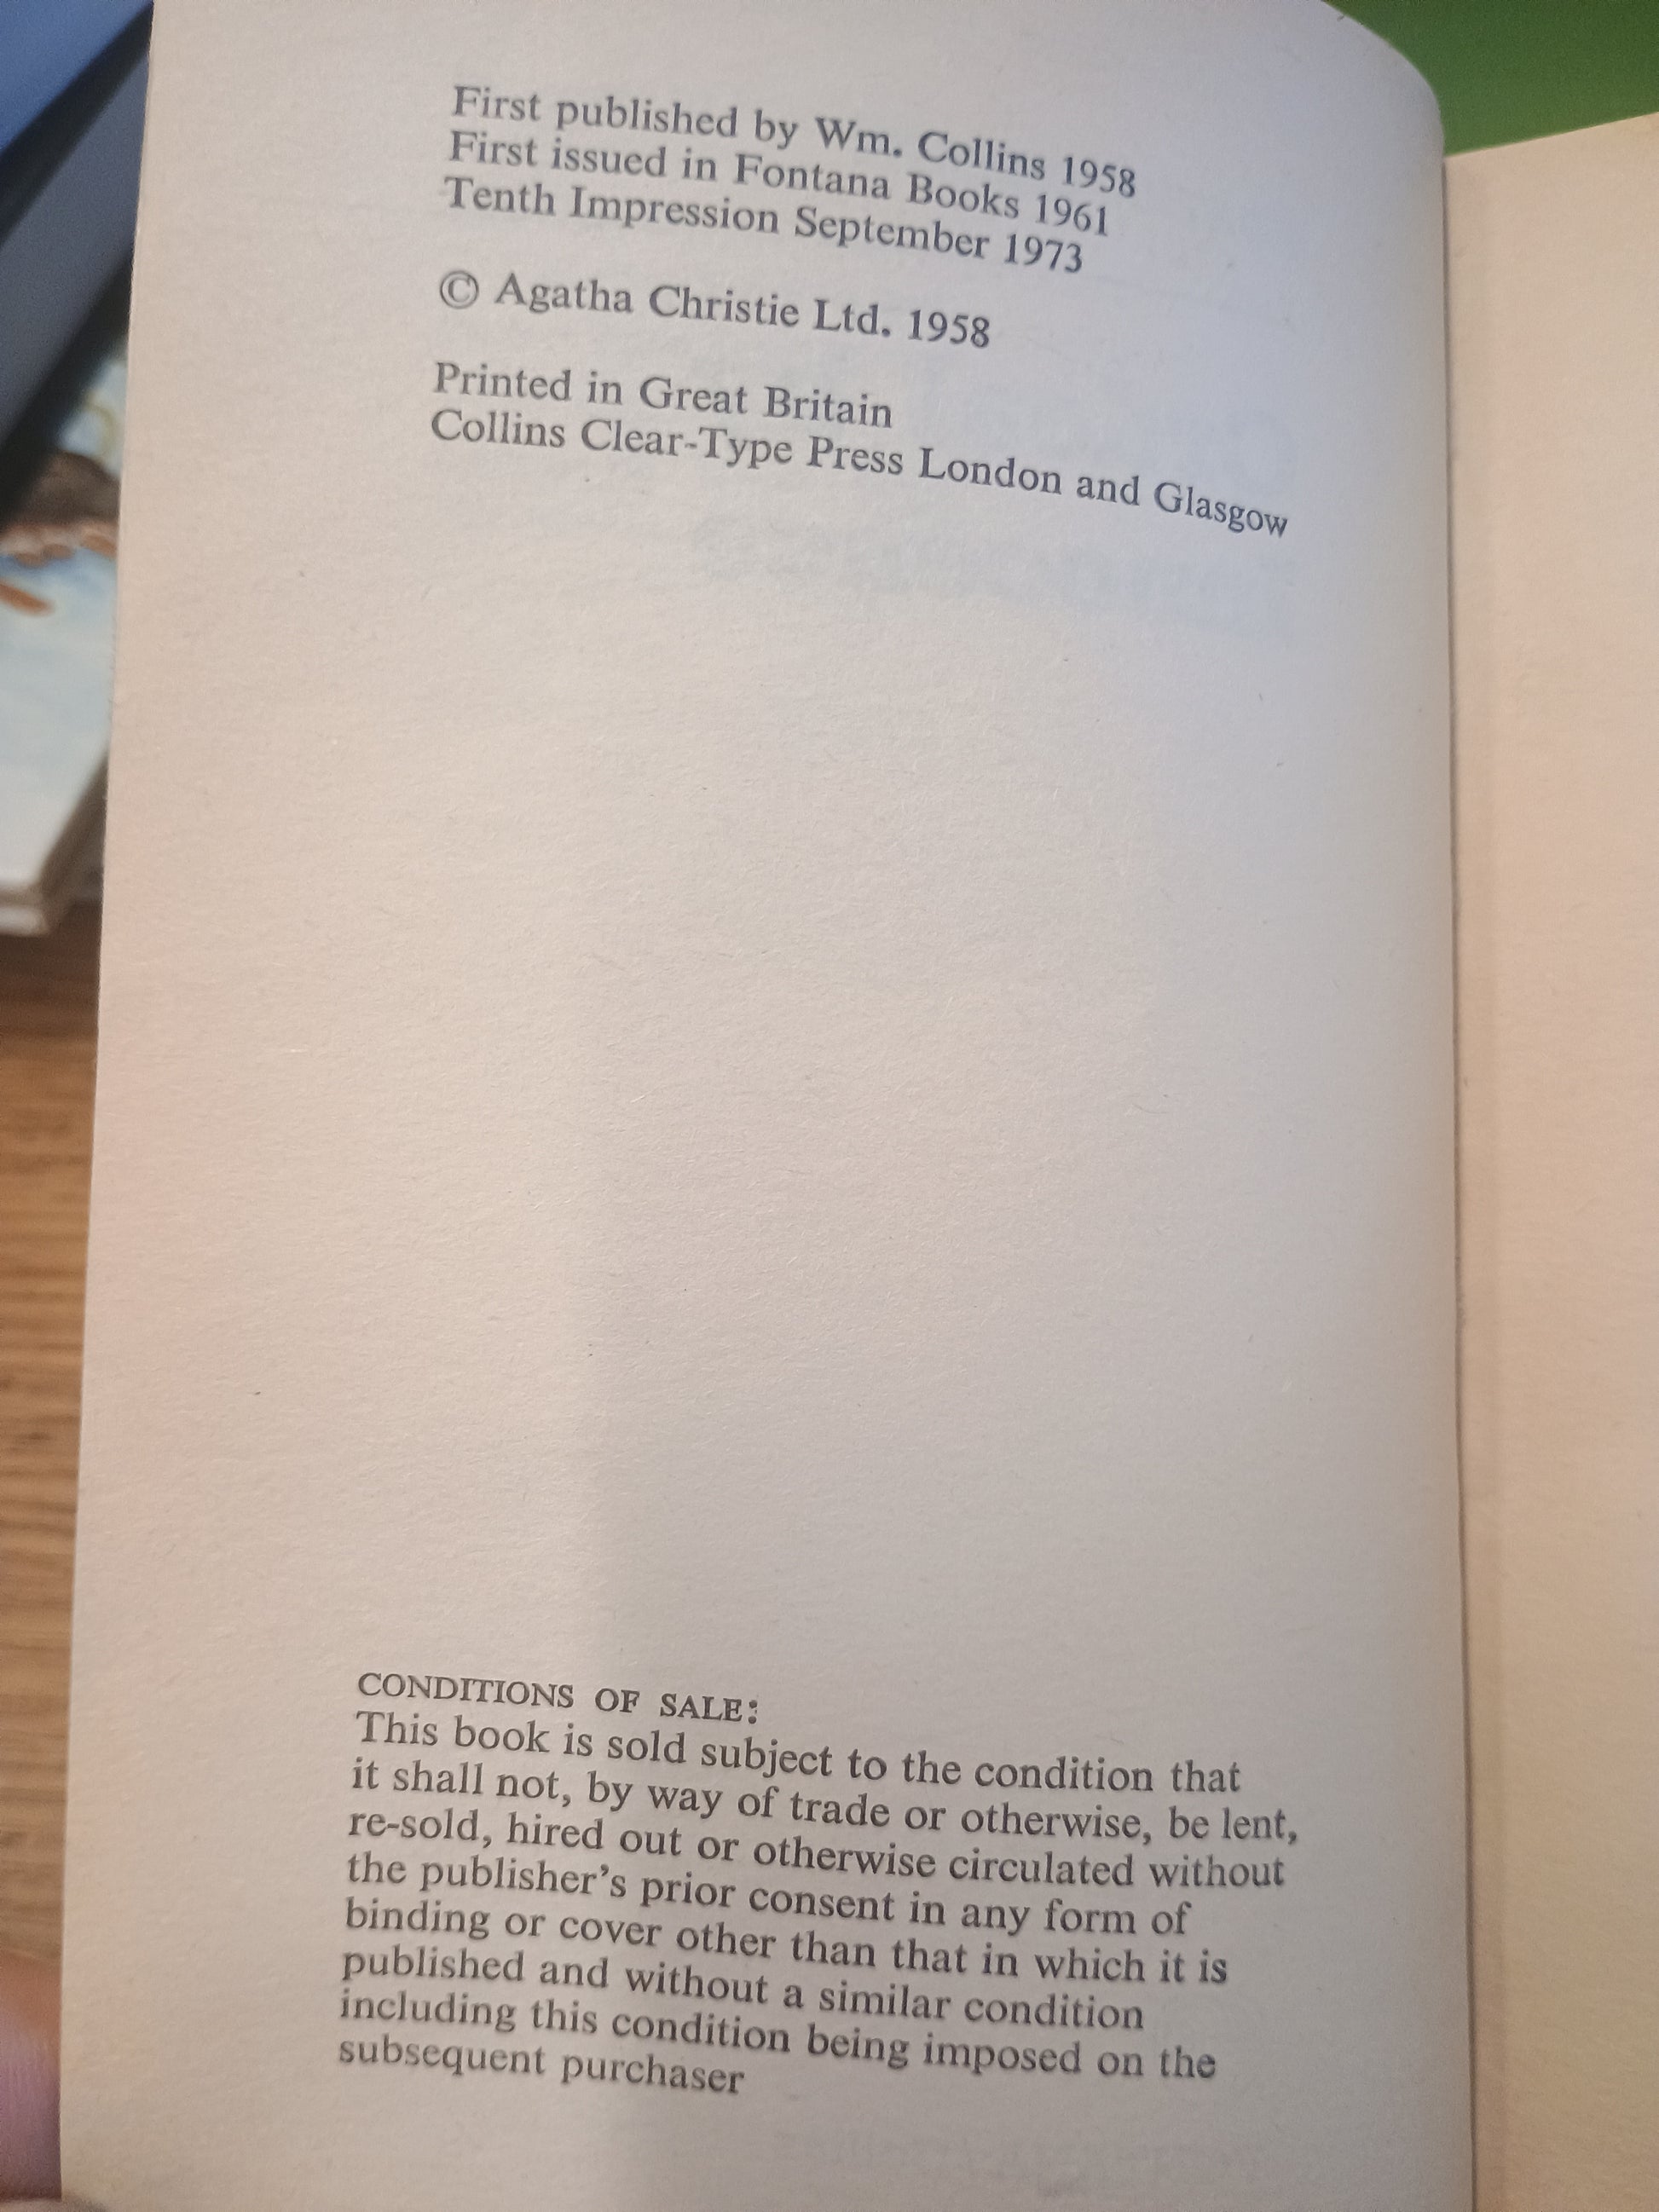 First published by Wm. Collins 1958
First issued in Fontana Books 1961
Tenth Impression September 1973
© Agatha Christie Ltd. 1958
Printed in Great Britain
Collins Clear-Type Press London and Glasgow
CONDITIONS OF SALE:
This book is sold subject to the condition that
it shall not, by way of trade or otherwise, be lent,
re-sold, hired out or otherwise circulated without
the publisher's prior consent in any form of
binding or cover other than that in which it is
published and without a similar condition
including this condition being imposed on the
subsequent purchaser